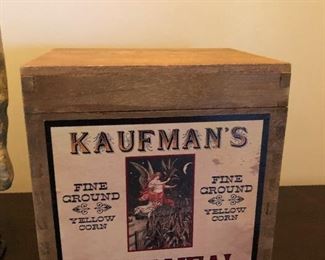 KAUFMAN'S
FINE
GROUND
YELLOW
CORN
FINE
GROUND
YELLOW
CORN